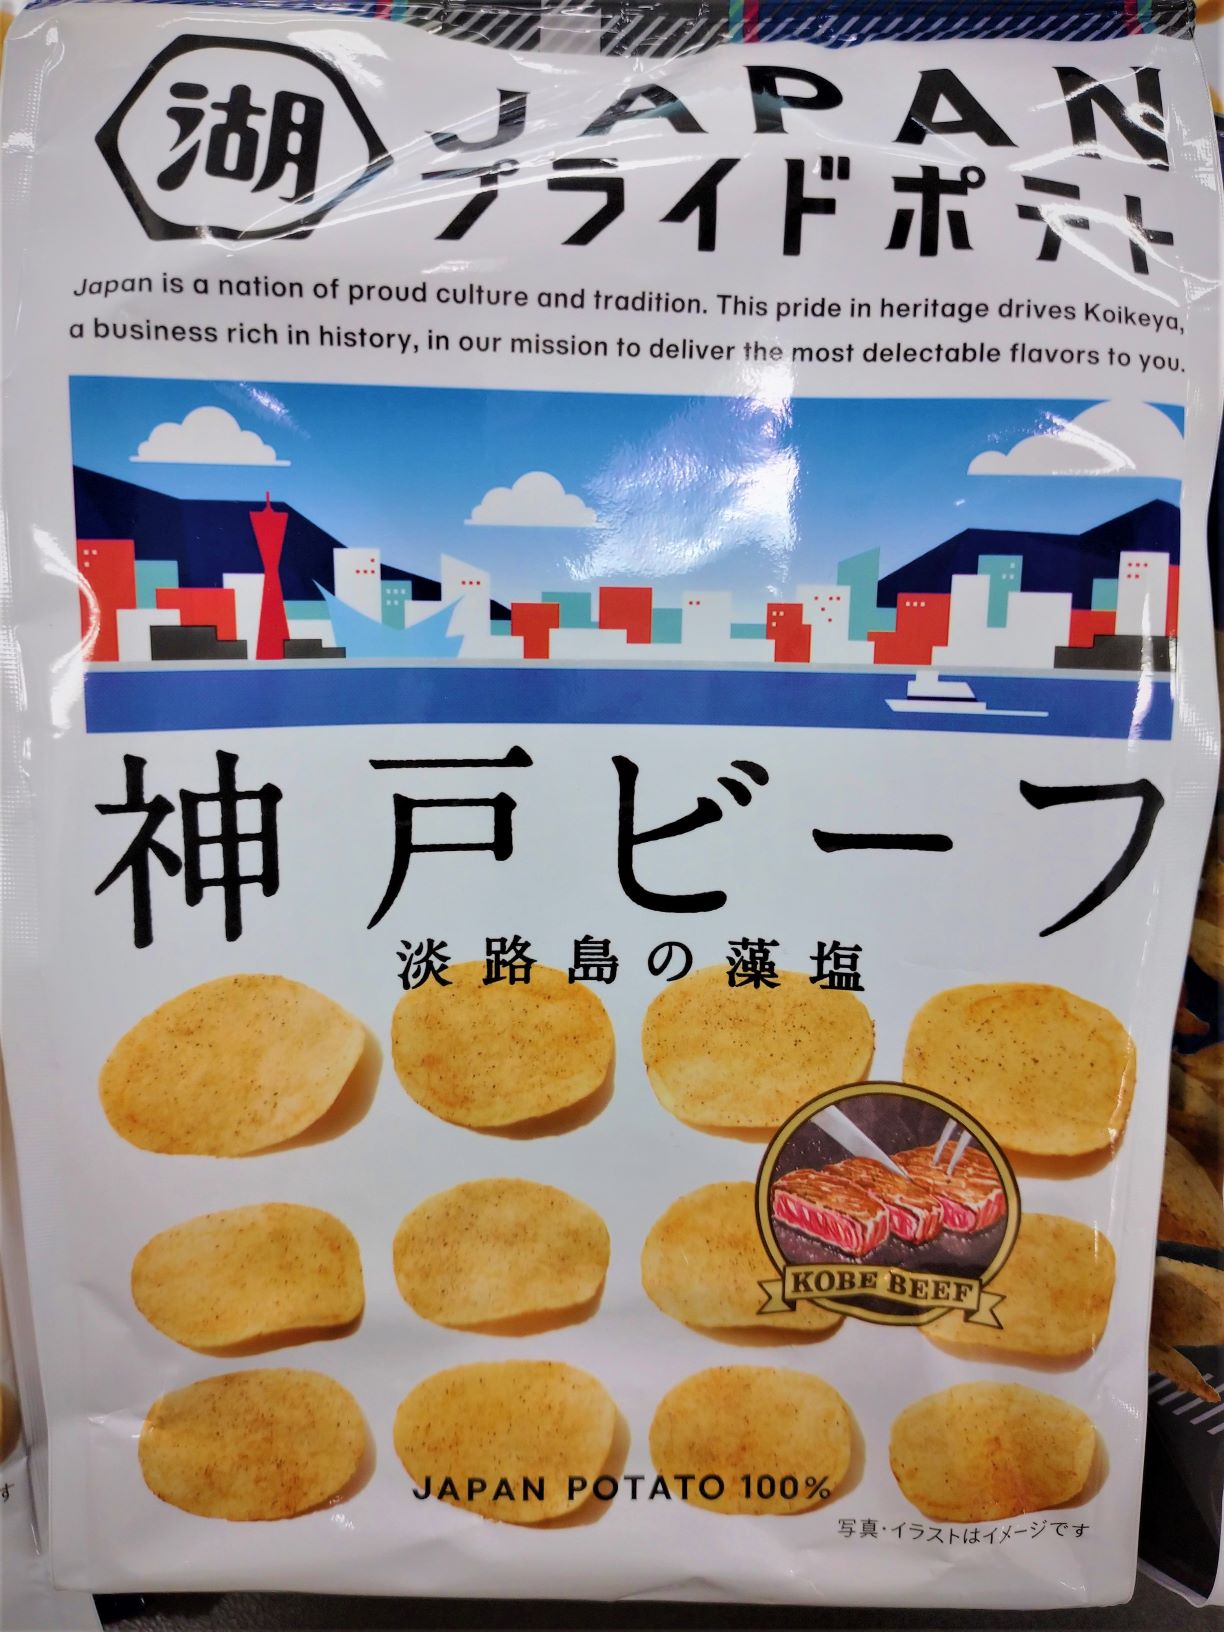 湖
JAPAN
プライドポテト
Japan is a nation of proud culture and tradition. This pride in heritage drives Koikeya,
a business rich in history, in our mission to deliver the most delectable flavors to you.
神戸ビーフ
淡路島の藻塩
KOBE BEEF
JAPAN POTATO 100%
写真・イラストはイメージです
す